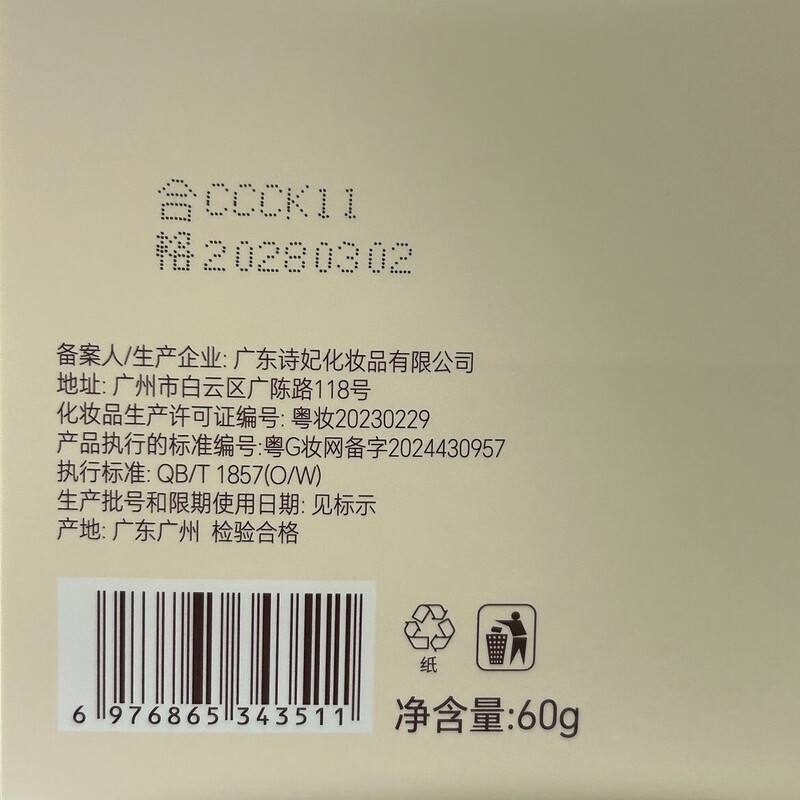 合CCCK11
格20280302
备案人/生产企业: 广东诗妃化妆品有限公司
地址: 广州市白云区广陈路118号
化妆品生产许可证编号: 粤妆20230229
产品执行的标准编号:粤G妆网备字2024430957
执行标准: QB/T 1857(O/W)
生产批号和限期使用日期: 见标示
产地: 广东广州 检验合格
6 976865 343511
纸
净含量:60g